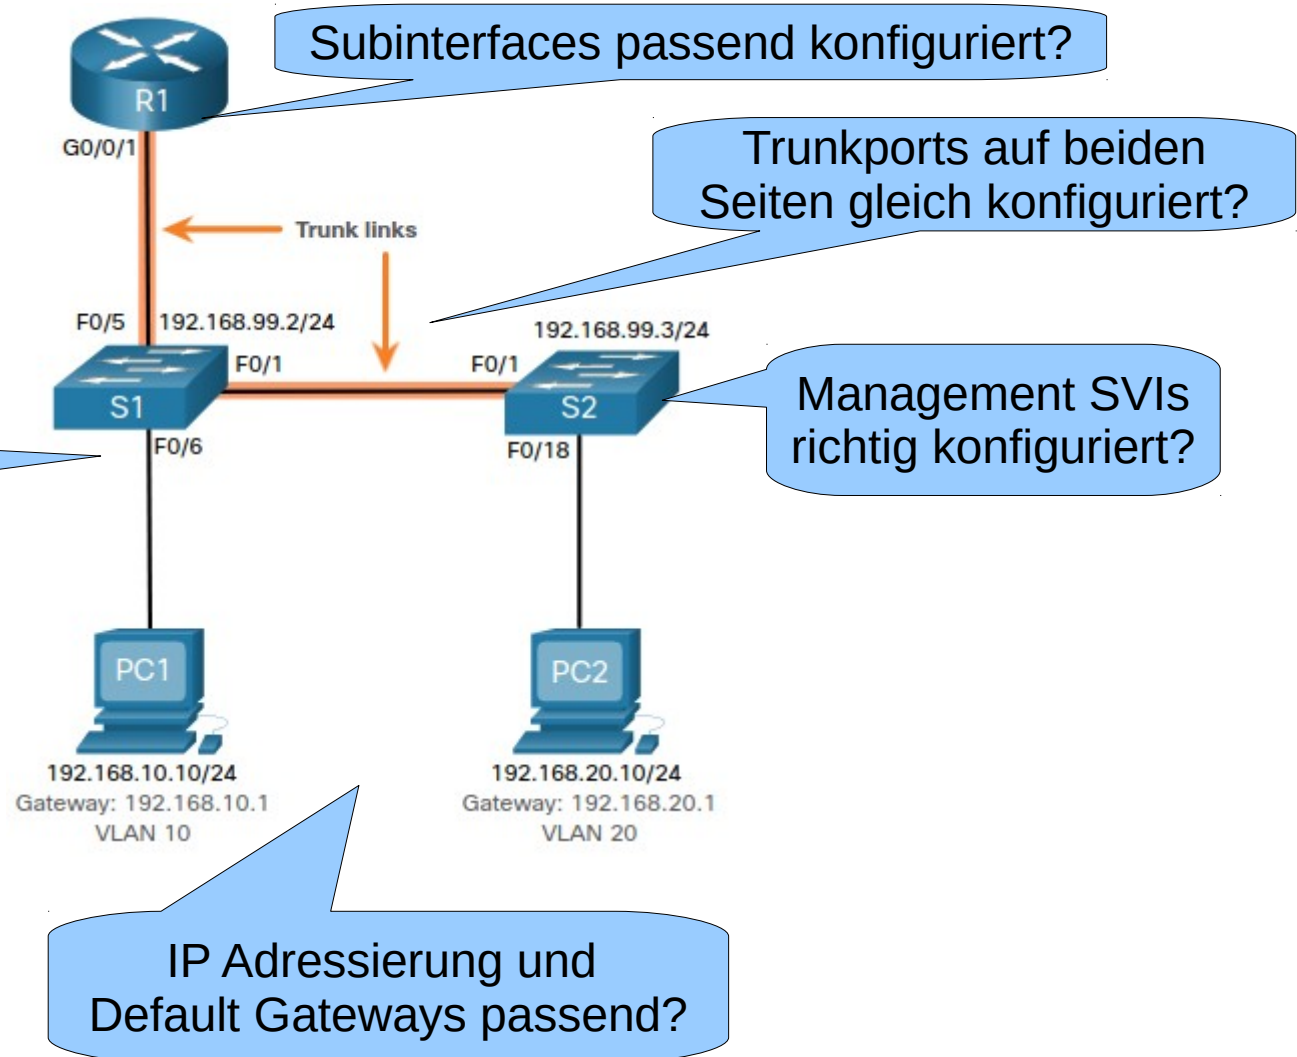 Subinterfaces passend konfiguriert?
R1
G0/0/1
Trunkports auf beiden
Seiten gleich konfiguriert?
Trunk links
F0/5
192.168.99.2/24
192.168.99.3/24
F0/1
F0/1
S1
S2
Management SVIs
richtig konfiguriert?
F0/6
F0/18
PC1
PC2
192.168.10.10/24
Gateway: 192.168.10.1
VLAN 10
192.168.20.10/24
Gateway: 192.168.20.1
VLAN 20
IP Adressierung und
Default Gateways passend?